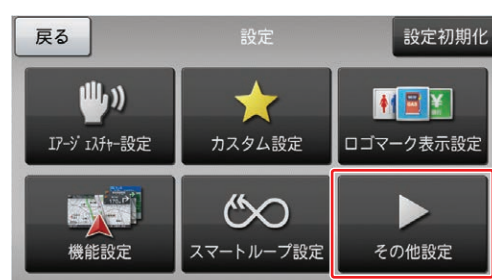 戻る
設定
設定初期化
ｴｱｰｼﾞｪｽﾁｬｰ設定
カスタム設定
ロゴマーク表示設定
機能設定
スマートループ設定
その他設定